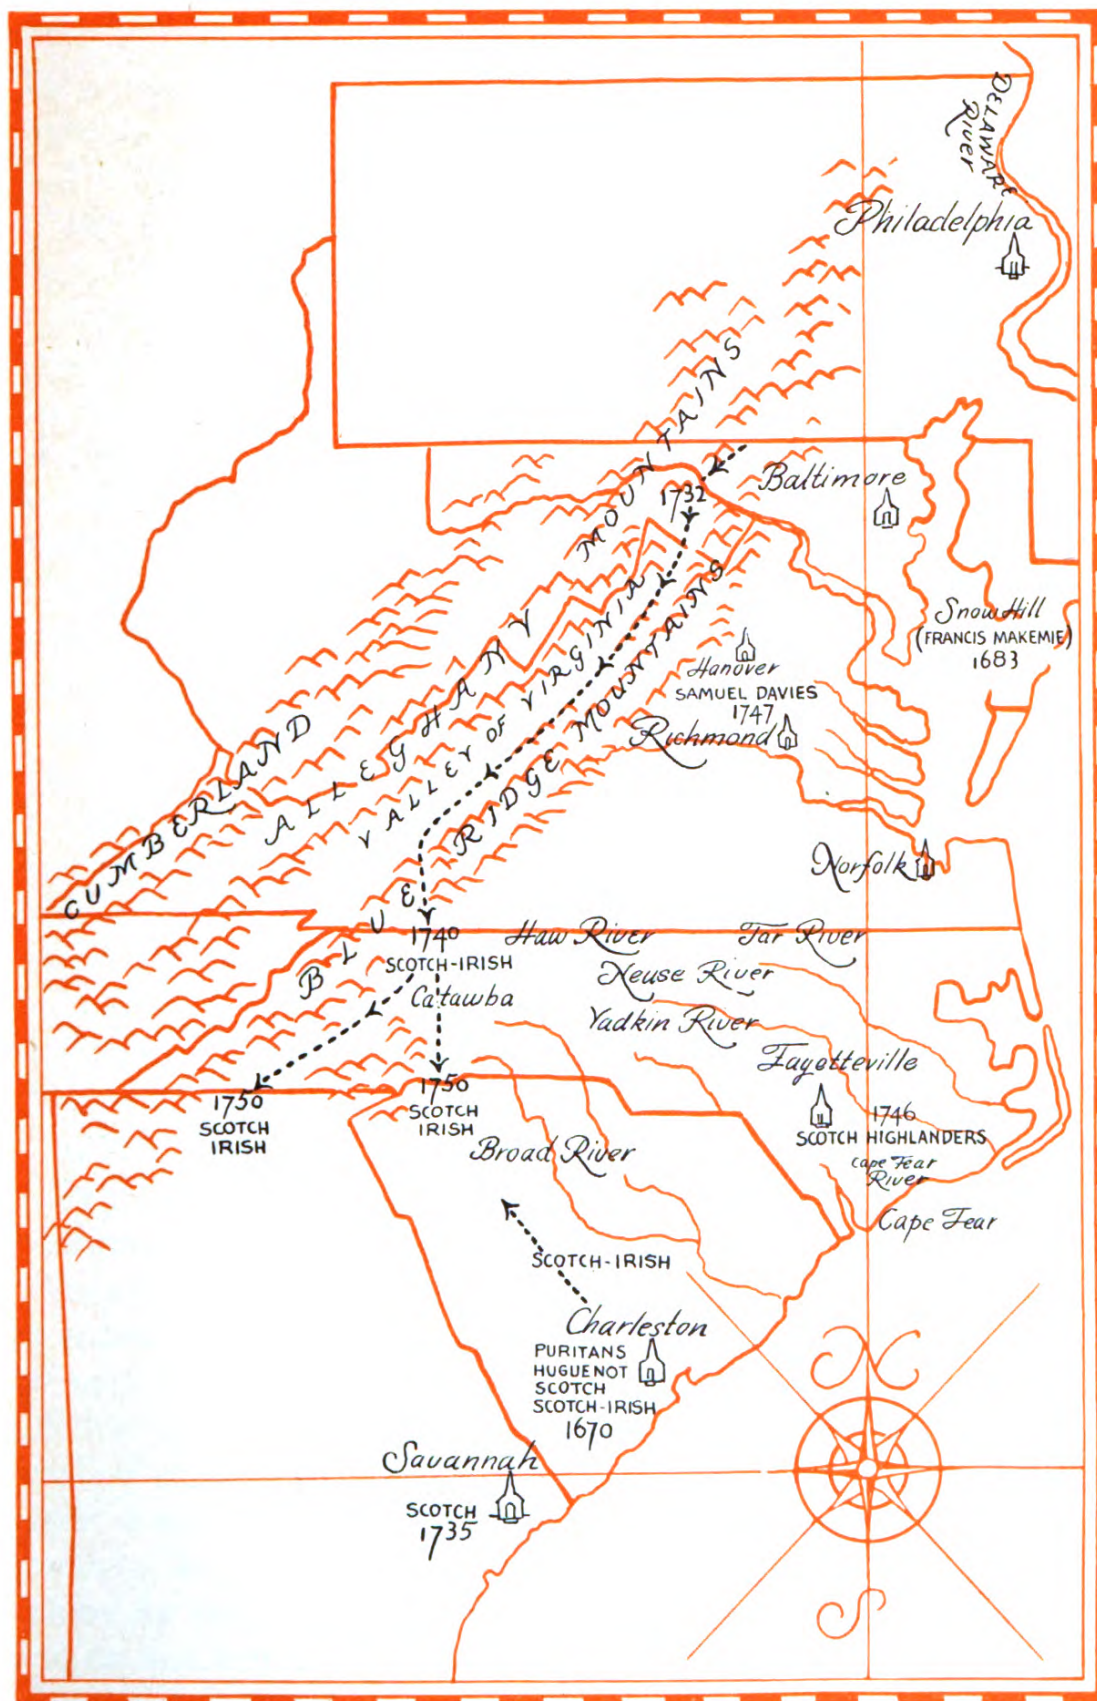 DELAWARE
River
Philadelphia
ALLEGHANY MOUNTAINS
Baltimore
1732
Snow Hill
(FRANCIS MAKEMIE)
1683
Hanover
SAMUEL DAVIES
1747
Richmond
CUMBERLAND
VALLEY OF VIRGINIA
BLUE RIDGE MOUNTAINS
Norfolk
1740
SCOTCH-IRISH
Haw River
Tar River
Neuse River
Catawba
Yadkin River
Fayetteville
1750
SCOTCH
IRISH
1750
SCOTCH
IRISH
1746
SCOTCH HIGHLANDERS
Broad River
Cape Fear
River
Cape Fear
SCOTCH-IRISH
Charleston
PURITANS
HUGUENOT
SCOTCH
SCOTCH-IRISH
1670
N
Savannah
SCOTCH
1735
S